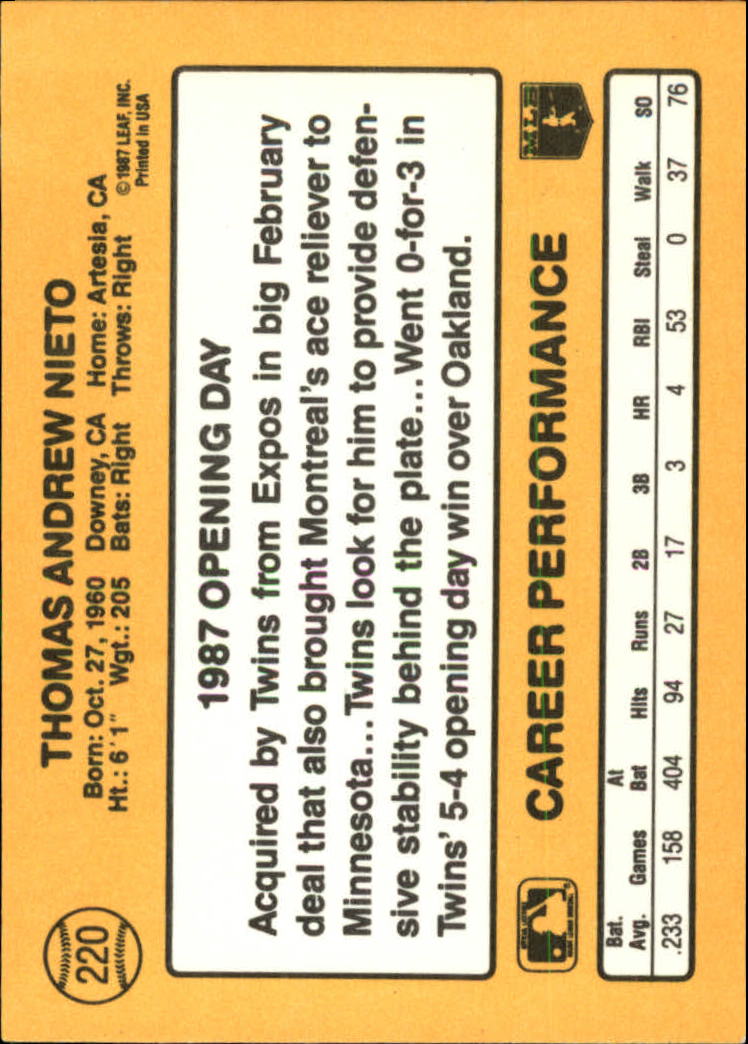 220
THOMAS ANDREW NIETO
Born: Oct. 27, 1960 Downey, CA Home: Artesia, CA
Ht.: 6'1" Wgt.: 205 Bats: Right Throws: Right
© 1987 LEAF, INC.
Printed in USA
1987 OPENING DAY
Acquired by Twins from Expos in big February
deal that also brought Montreal's ace reliever to
Minnesota...Twins look for him to provide defen-
sive stability behind the plate...Went 0-for-3 in
Twins' 5-4 opening day win over Oakland.
CAREER PERFORMANCE
MLB
Bat. At
Avg. Games Bat Hits Runs 2B 3B HR RBI Steal Walk SO
.233 158 404 94 27 17 3 4 53 0 37 76